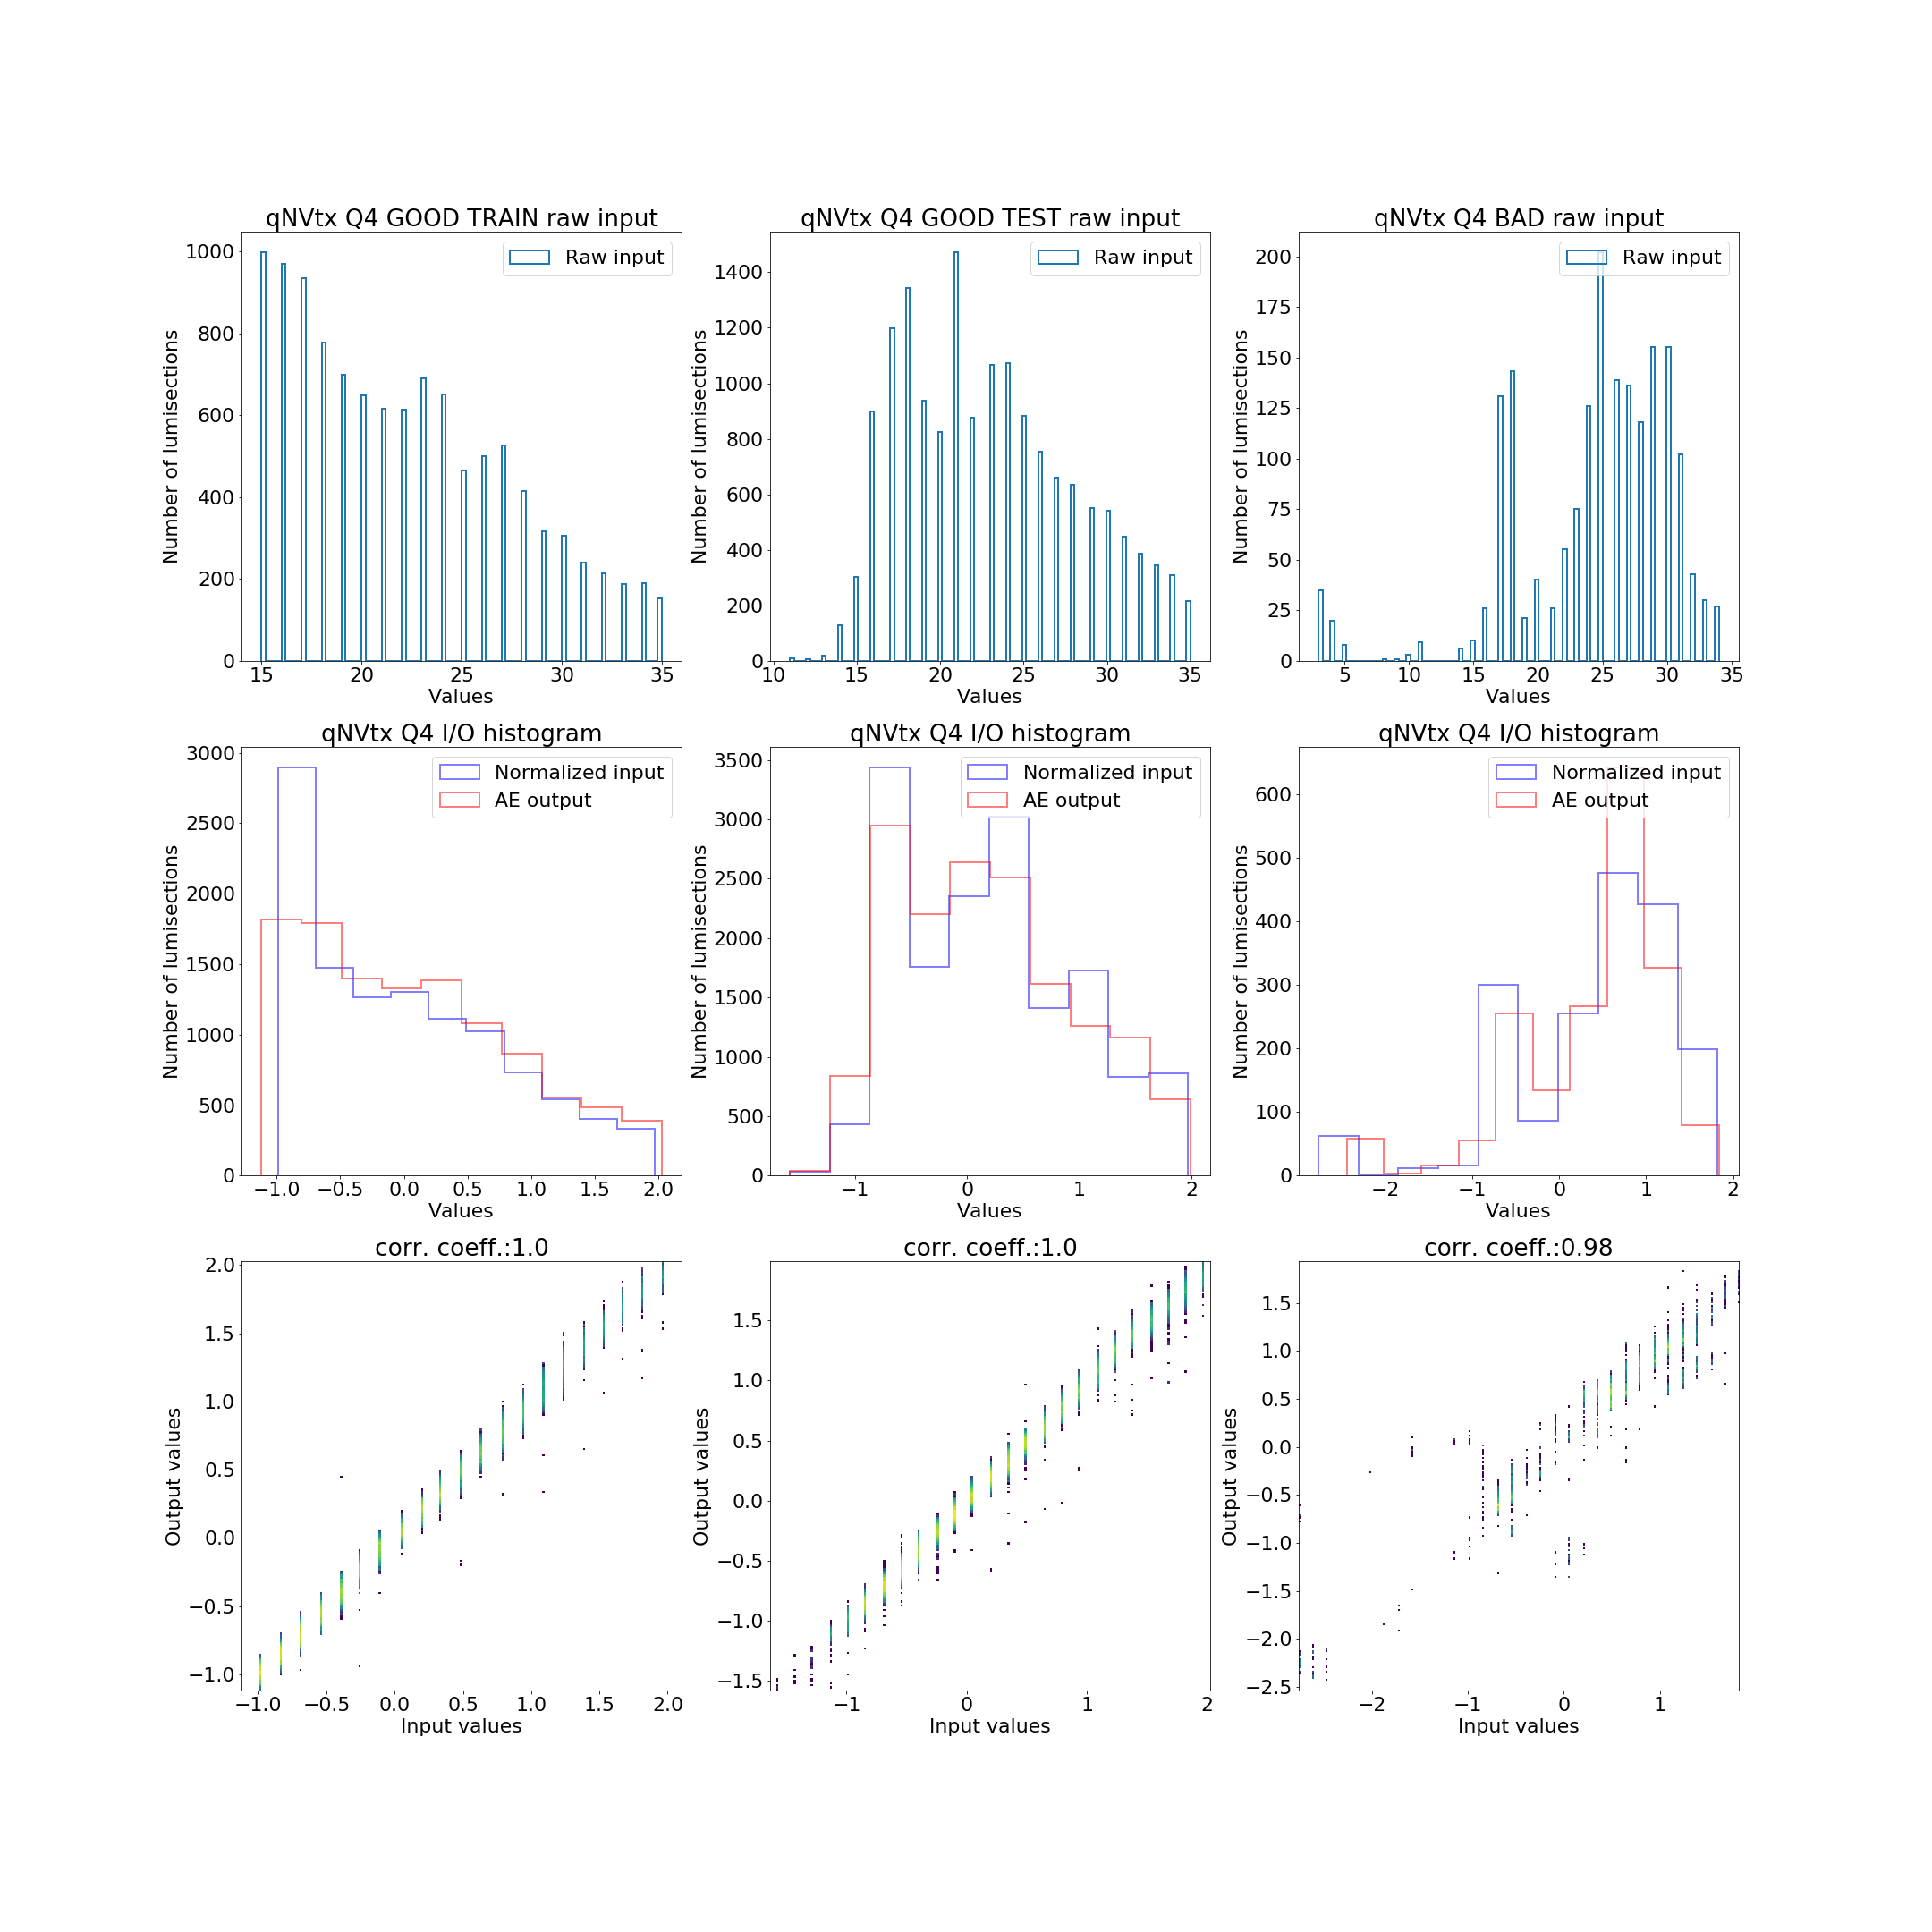 qNVtx Q4 GOOD TRAIN raw input
Raw input
Number of lumisections
1000
800
600
400
200
0
15 20 25 30 35
Values
qNVtx Q4 GOOD TEST raw input
Raw input
Number of lumisections
1400
1200
1000
800
600
400
200
0
10 15 20 25 30 35
Values
qNVtx Q4 BAD raw input
Raw input
Number of lumisections
200
175
150
125
100
75
50
25
0
5 10 15 20 25 30 35
Values
qNVtx Q4 I/O histogram
Normalized input
AE output
Number of lumisections
3000
2500
2000
1500
1000
500
0
−1.0 −0.5 0.0 0.5 1.0 1.5 2.0
Values
qNVtx Q4 I/O histogram
Normalized input
AE output
Number of lumisections
3500
3000
2500
2000
1500
1000
500
0
−1 0 1 2
Values
qNVtx Q4 I/O histogram
Normalized input
AE output
Number of lumisections
600
500
400
300
200
100
0
−2 −1 0 1 2
Values
corr. coeff.:1.0
Output values
2.0
1.5
1.0
0.5
0.0
−0.5
−1.0
−1.0 −0.5 0.0 0.5 1.0 1.5 2.0
Input values
corr. coeff.:1.0
Output values
1.5
1.0
0.5
0.0
−0.5
−1.0
−1.5
−1 0 1 2
Input values
corr. coeff.:0.98
Output values
1.5
1.0
0.5
0.0
−0.5
−1.0
−1.5
−2.0
−2.5
−2 −1 0 1
Input values